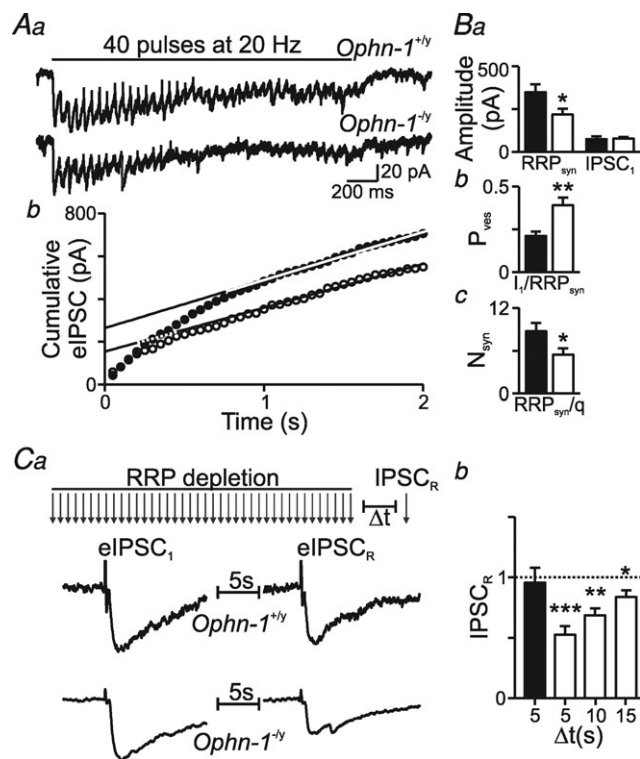 Aa
40 pulses at 20 Hz
Ophn-1+/y
Ophn-1-/y
20 pA
200 ms
b
800
0
Cumulative
eIPSC (pA)
0
1
2
Time (s)
Ba
500
0
Amplitude
(pA)
*
RRPsyn
IPSC1
b
0.5
0
Pves
**
I1/RRPsyn
c
12
0
Nsyn
*
RRPsyn/q
Ca
RRP depletion
IPSCR
Δt
eIPSC1
eIPSCR
5s
Ophn-1+/y
5s
Ophn-1-/y
b
1
0
IPSCR
***
**
*
5
5
10
15
Δt(s)